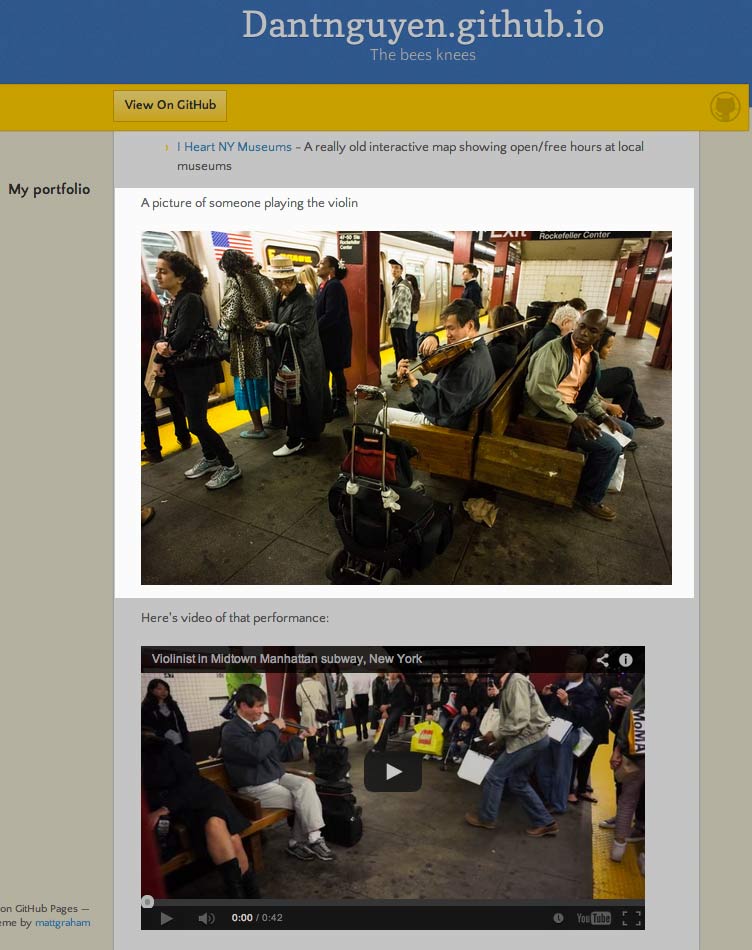 Dantnguyen.github.io
The bees knees
View On GitHub
› I Heart NY Museums - A really old interactive map showing open/free hours at local
museums
My portfolio
A picture of someone playing the violin
47-50 Sts
Rockefeller
Center
Exit
Rockefeller Center
Here's video of that performance:
Violinist in Midtown Manhattan subway, New York
MoMA
0:00 / 0:42
YouTube
on GitHub Pages —
eme by mattgraham